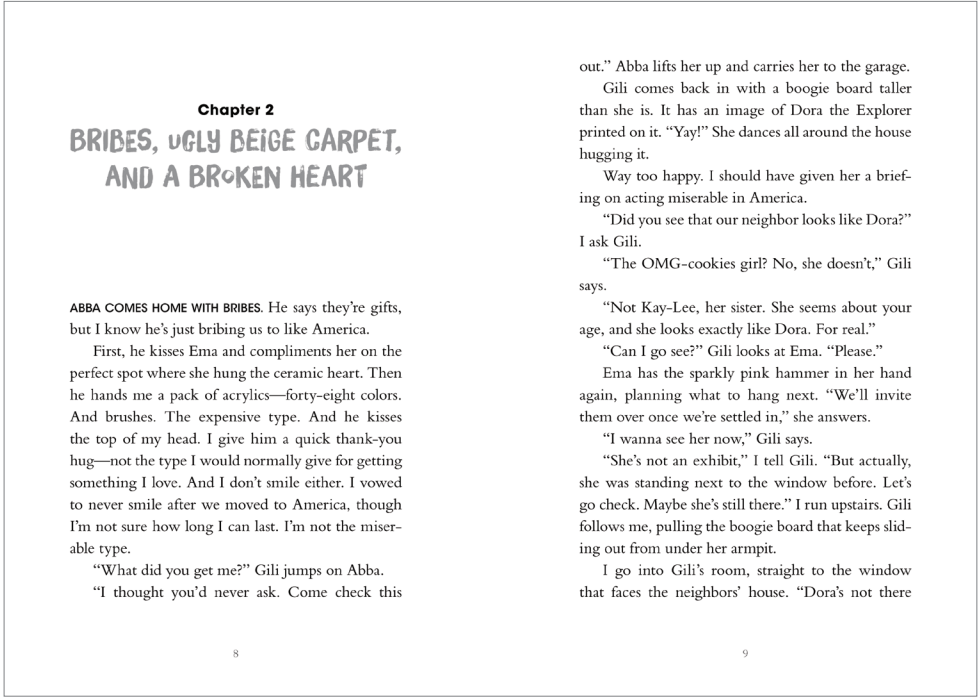 Chapter 2
BRIBES, UGLY BEIGE CARPET,
AND A BROKEN HEART
ABBA COMES HOME WITH BRIBES. He says they’re gifts,
but I know he’s just bribing us to like America.
First, he kisses Ema and compliments her on the
perfect spot where she hung the ceramic heart. Then
he hands me a pack of acrylics—forty-eight colors.
And brushes. The expensive type. And he kisses
the top of my head. I give him a quick thank-you
hug—not the type I would normally give for getting
something I love. And I don’t smile either. I vowed
to never smile after we moved to America, though
I’m not sure how long I can last. I’m not the miser-
able type.
“What did you get me?” Gili jumps on Abba.
“I thought you’d never ask. Come check this
8
out.” Abba lifts her up and carries her to the garage.
Gili comes back in with a boogie board taller
than she is. It has an image of Dora the Explorer
printed on it. “Yay!” She dances all around the house
hugging it.
Way too happy. I should have given her a brief-
ing on acting miserable in America.
“Did you see that our neighbor looks like Dora?”
I ask Gili.
“The OMG-cookies girl? No, she doesn’t,” Gili
says.
“Not Kay-Lee, her sister. She seems about your
age, and she looks exactly like Dora. For real.”
“Can I go see?” Gili looks at Ema. “Please.”
Ema has the sparkly pink hammer in her hand
again, planning what to hang next. “We’ll invite
them over once we’re settled in,” she answers.
“I wanna see her now,” Gili says.
“She’s not an exhibit,” I tell Gili. “But actually,
she was standing next to the window before. Let’s
go check. Maybe she’s still there.” I run upstairs. Gili
follows me, pulling the boogie board that keeps slid-
ing out from under her armpit.
I go into Gili’s room, straight to the window
that faces the neighbors’ house. “Dora’s not there
9